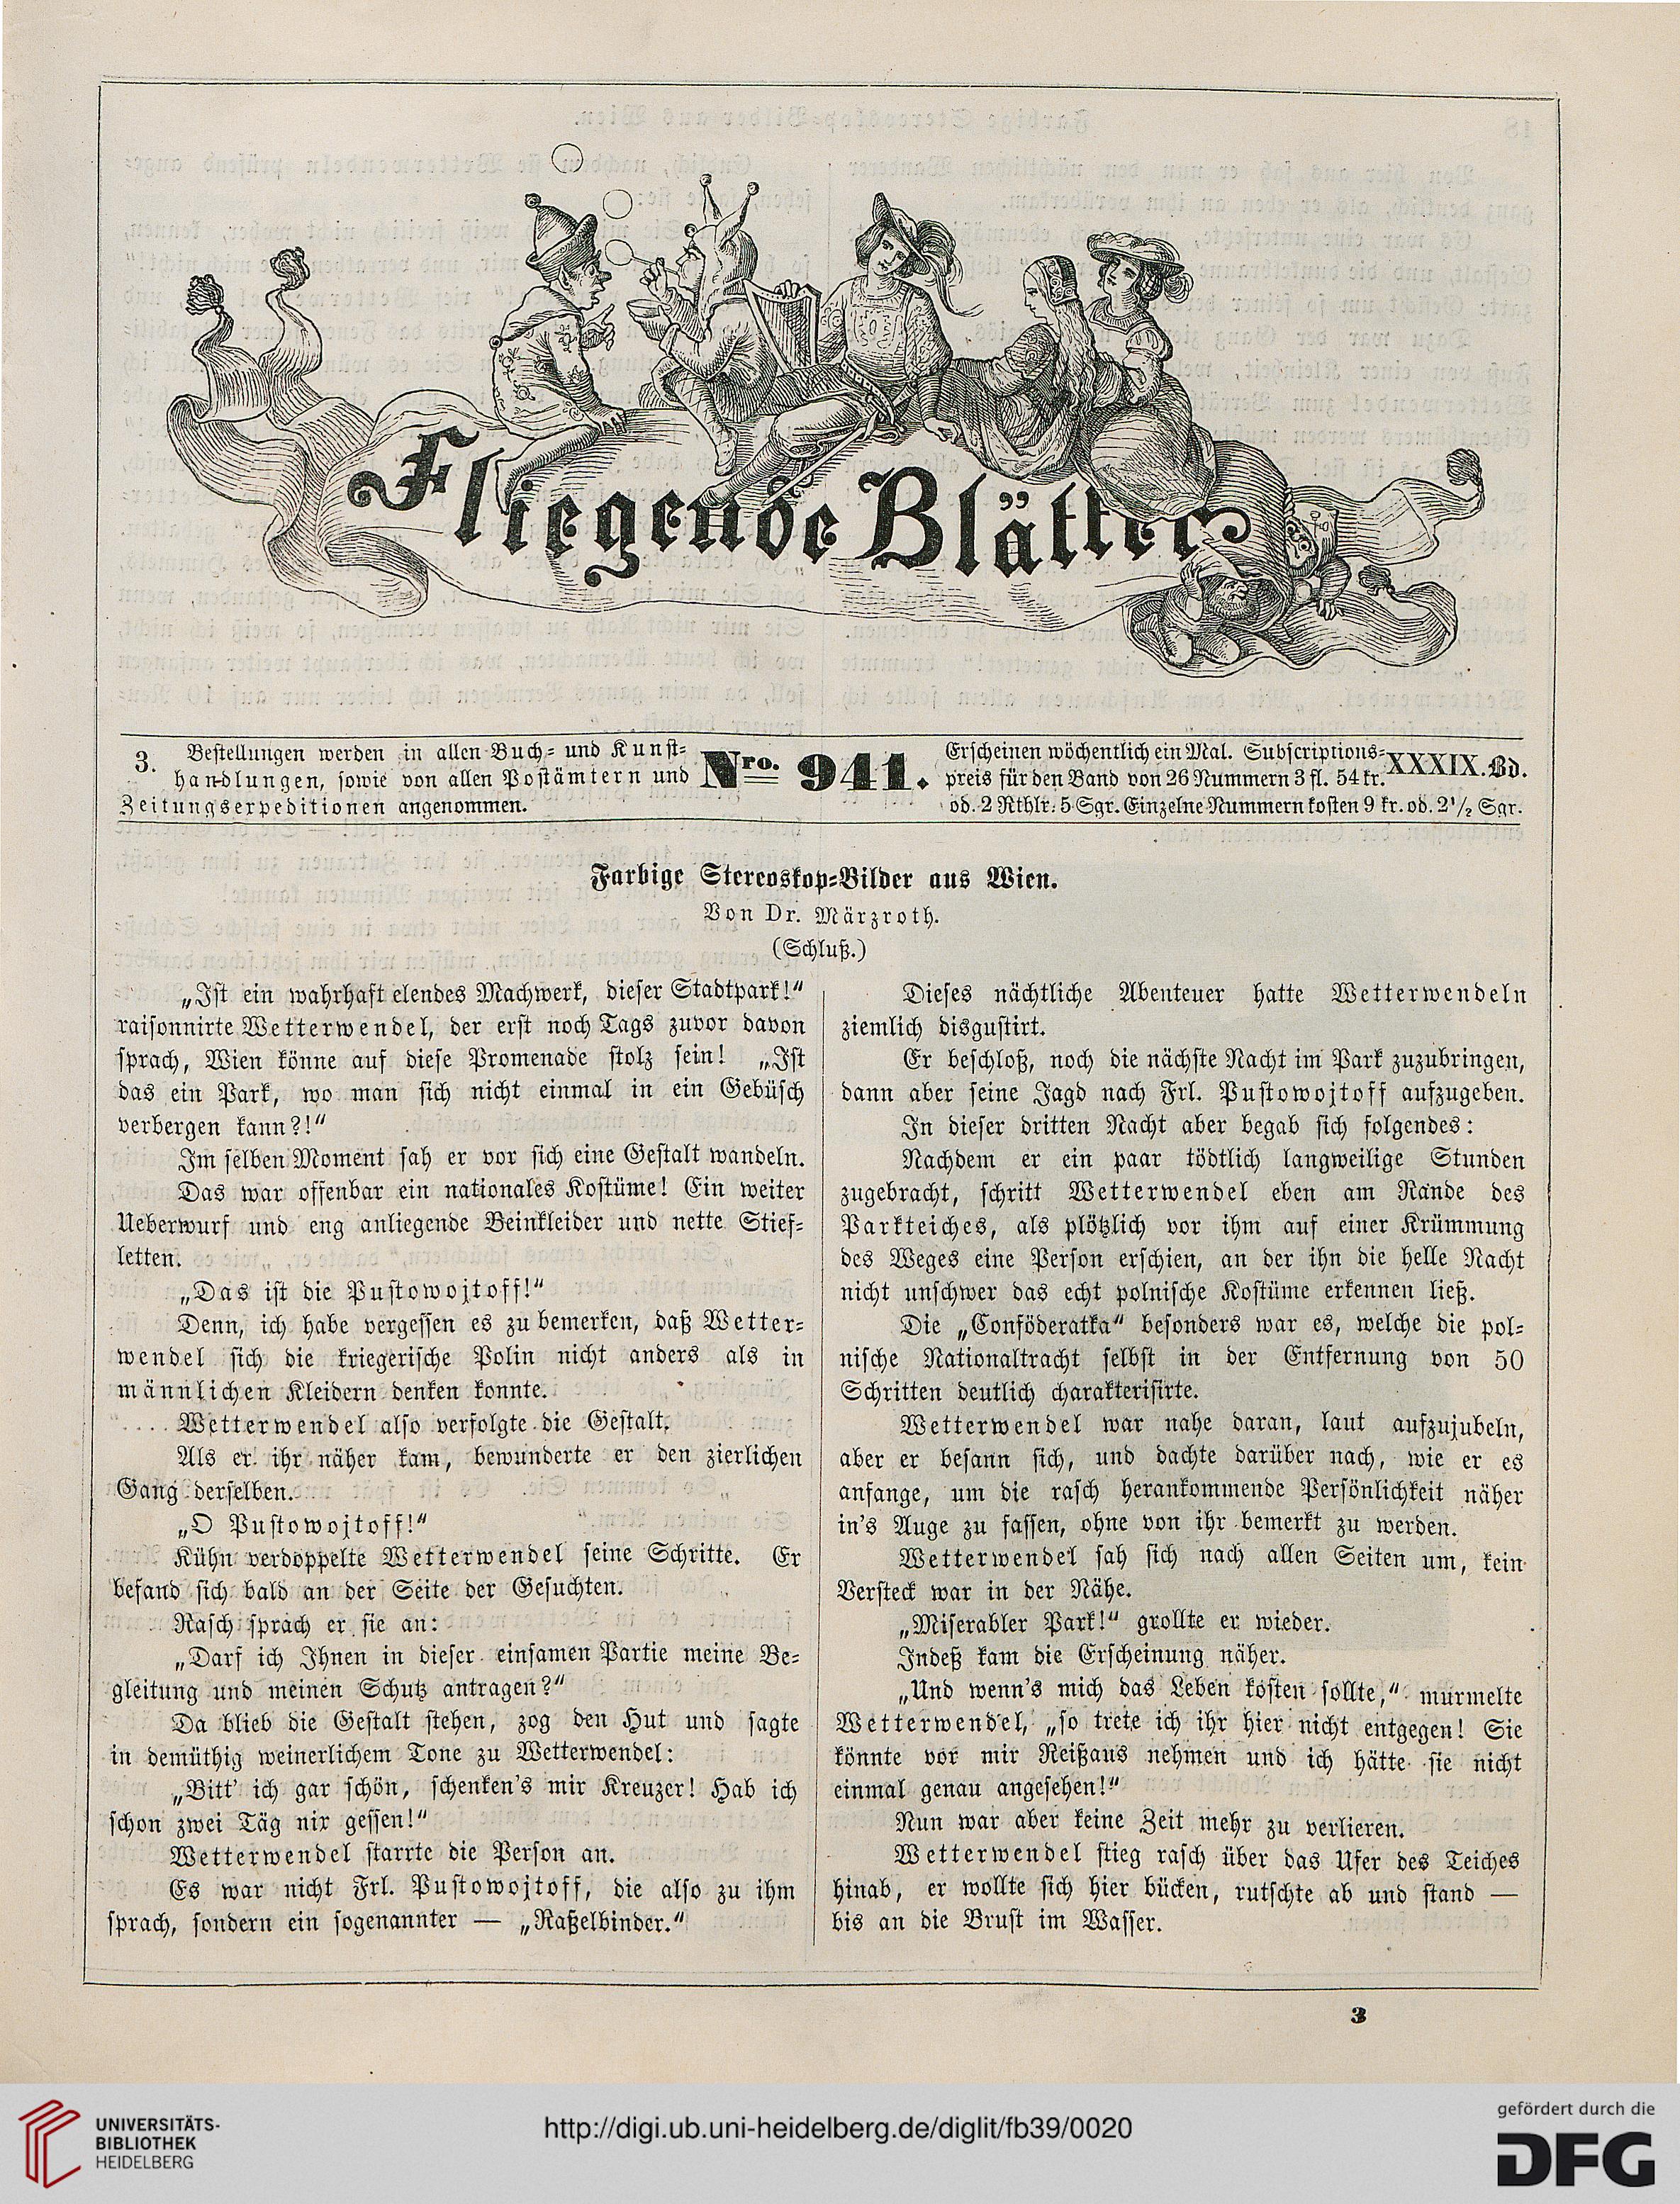 Fliegende Blätter
3. Bestellungen werden in allen Buch- und Kunst-
handlungen, sowie von allen Postämtern und
Zeitungsexpeditionen angenommen.
Nro. 941.
Erscheinen wöchentlich ein Mal. Subscriptions-
preis für den Band von 26 Nummern 3 fl. 54 kr.
od. 2 Rthlr. 5 Sgr. Einzelne Nummern kosten 9 kr. od. 2 1/2 Sgr.
XXXIX. Bd.
Farbige Stereoskop-Bilder aus Wien.
Von Dr. Märzroth.
(Schluß.)
„Ist ein wahrhaft elendes Machwerk, dieser Stadtpark!“
raisonnirte Wetterwendel, der erst noch Tags zuvor davon
sprach, Wien könne auf diese Promenade stolz sein! „Ist
das ein Park, wo man sich nicht einmal in ein Gebüsch
verbergen kann?!“
Im selben Moment sah er vor sich eine Gestalt wandeln.
Das war offenbar ein nationales Kostüme! Ein weiter
Ueberwurf und eng anliegende Beinkleider und nette Stief-
letten.
„Das ist die Pustowojtoff!“
Denn, ich habe vergessen es zu bemerken, daß Wetter-
wendel sich die kriegerische Polin nicht anders als in
männlichen Kleidern denken konnte.
Wetterwendel also verfolgte die Gestalt.
Als er ihr näher kam, bewunderte er den zierlichen
Gang derselben.
„O Pustowojtoff!“
Kühn verdoppelte Wetterwendel seine Schritte. Er
befand sich bald an der Seite der Gesuchten.
Rasch sprach er sie an:
„Darf ich Ihnen in dieser einsamen Partie meine Be-
gleitung und meinen Schutz antragen?“
Da blieb die Gestalt stehen, zog den Hut und sagte
in demüthig weinerlichem Tone zu Wetterwendel:
„Bitt’ ich gar schön, schenken’s mir Kreuzer! Hab ich
schon zwei Täg nix gessen!“
Wetterwendel starrte die Person an.
Es war nicht Frl. Pustowojtoff, die also zu ihm
sprach, sondern ein sogenannter — „Raßelbinder.“
Dieses nächtliche Abenteuer hatte Wetterwendeln
ziemlich disgustirt.
Er beschloß, noch die nächste Nacht im Park zuzubringen,
dann aber seine Jagd nach Frl. Pustowojtoff aufzugeben.
In dieser dritten Nacht aber begab sich folgendes:
Nachdem er ein paar tödtlich langweilige Stunden
zugebracht, schritt Wetterwendel eben am Rande des
Parkteiches, als plötzlich vor ihm auf einer Krümmung
des Weges eine Person erschien, an der ihn die helle Nacht
nicht unschwer das echt polnische Kostüme erkennen ließ.
Die „Conföderatka“ besonders war es, welche die pol-
nische Nationaltracht selbst in der Entfernung von 50
Schritten deutlich charakterisirte.
Wetterwendel war nahe daran, laut aufzujubeln,
aber er besann sich, und dachte darüber nach, wie er es
anfange, um die rasch herankommende Persönlichkeit näher
in’s Auge zu fassen, ohne von ihr bemerkt zu werden.
Wetterwendel sah sich nach allen Seiten um, kein
Versteck war in der Nähe.
„Miserabler Park!“ grollte er wieder.
Indeß kam die Erscheinung näher.
„Und wenn’s mich das Leben kosten sollte,“ murmelte
Wetterwendel, „so trete ich ihr hier nicht entgegen! Sie
könnte vor mir Reißaus nehmen und ich hätte sie nicht
einmal genau angesehen!“
Nun war aber keine Zeit mehr zu verlieren.
Wetterwendel stieg rasch über das Ufer des Teiches
hinab, er wollte sich hier bücken, rutschte ab und stand —
bis an die Brust im Wasser.
3
UNIVERSITÄTS-
BIBLIOTHEK
HEIDELBERG
http://digi.ub.uni-heidelberg.de/diglit/fb39/0020
gefördert durch die
DFG